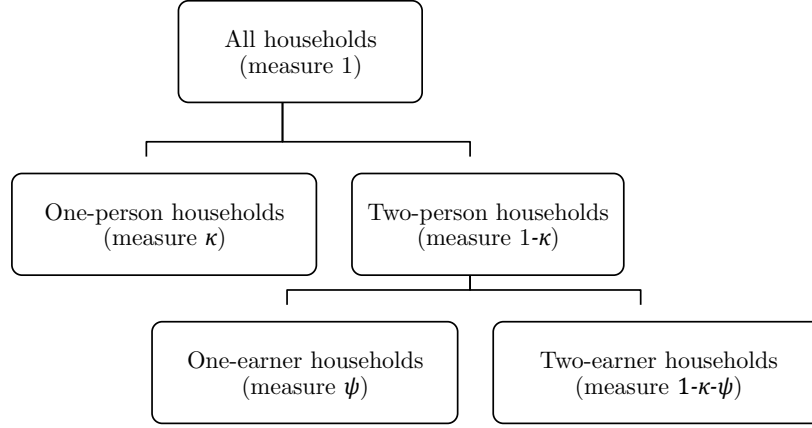 All households
(measure 1)
One-person households
(measure κ)
Two-person households
(measure 1-κ)
One-earner households
(measure ψ)
Two-earner households
(measure 1-κ-ψ)